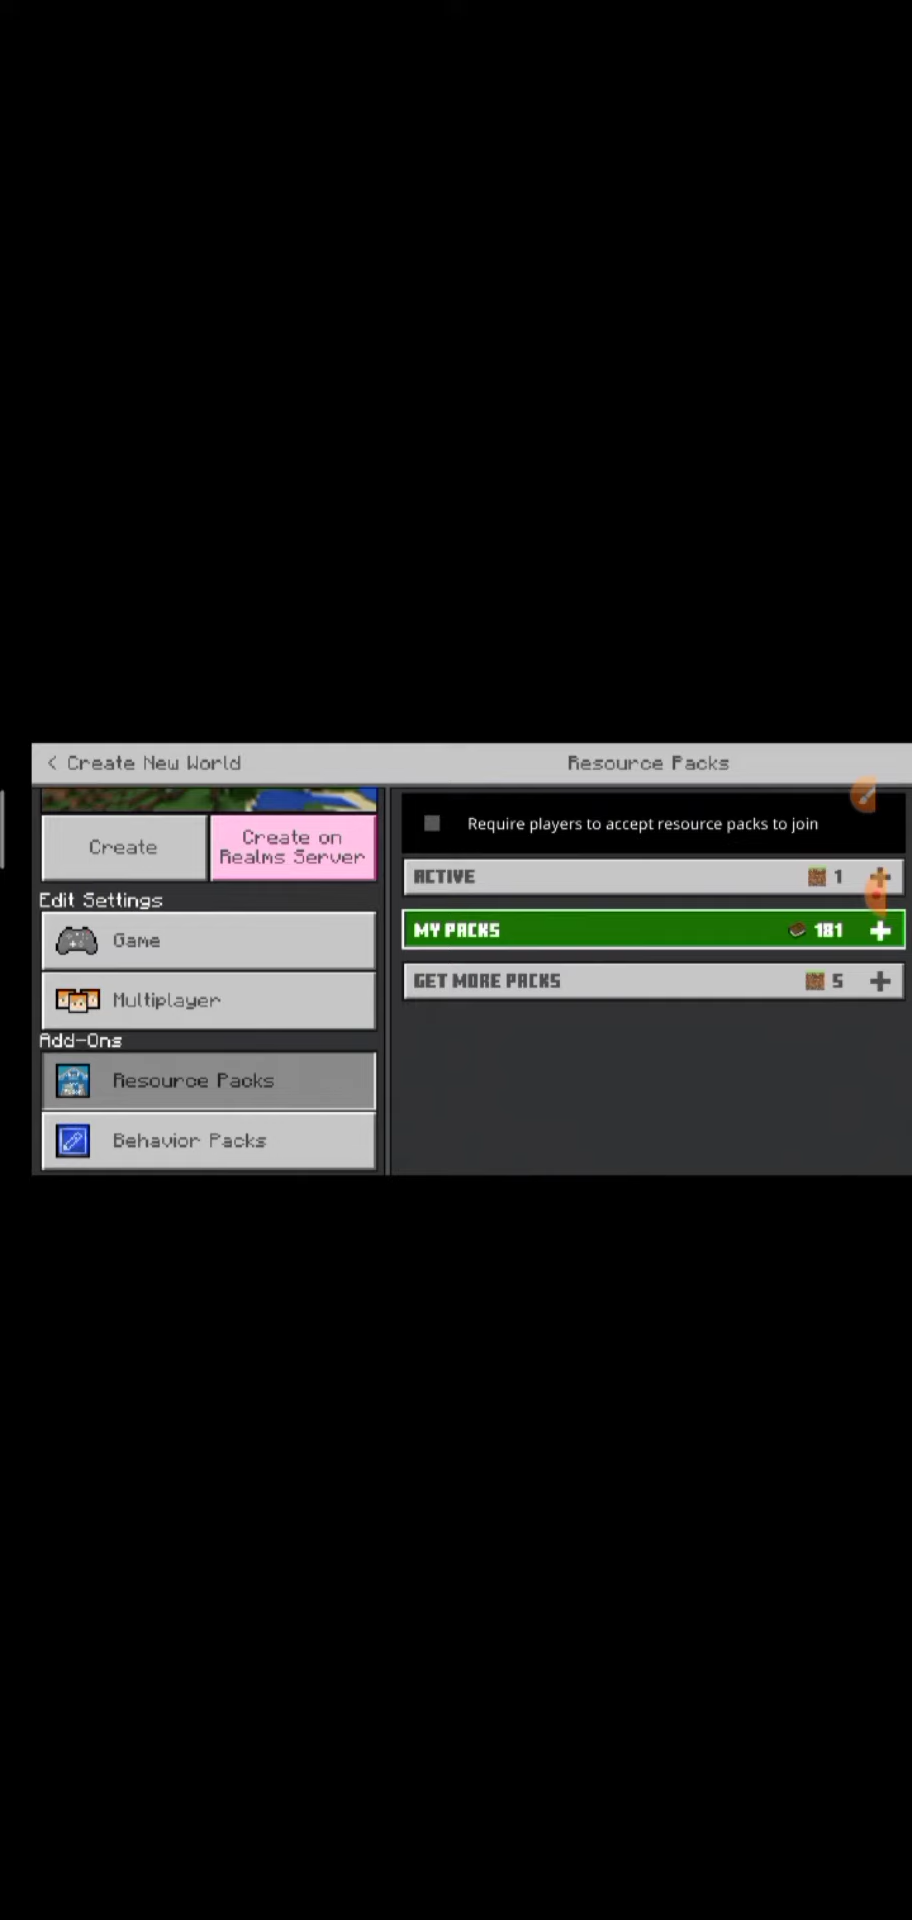 < Create New World
Resource Packs
Create
Create on
Realms Server
Edit Settings
Game
Multiplayer
Add-Ons
Resource Packs
Behavior Packs
Require players to accept resource packs to join
ACTIVE 1 +
MY PACKS 181 +
GET MORE PACKS 5 +